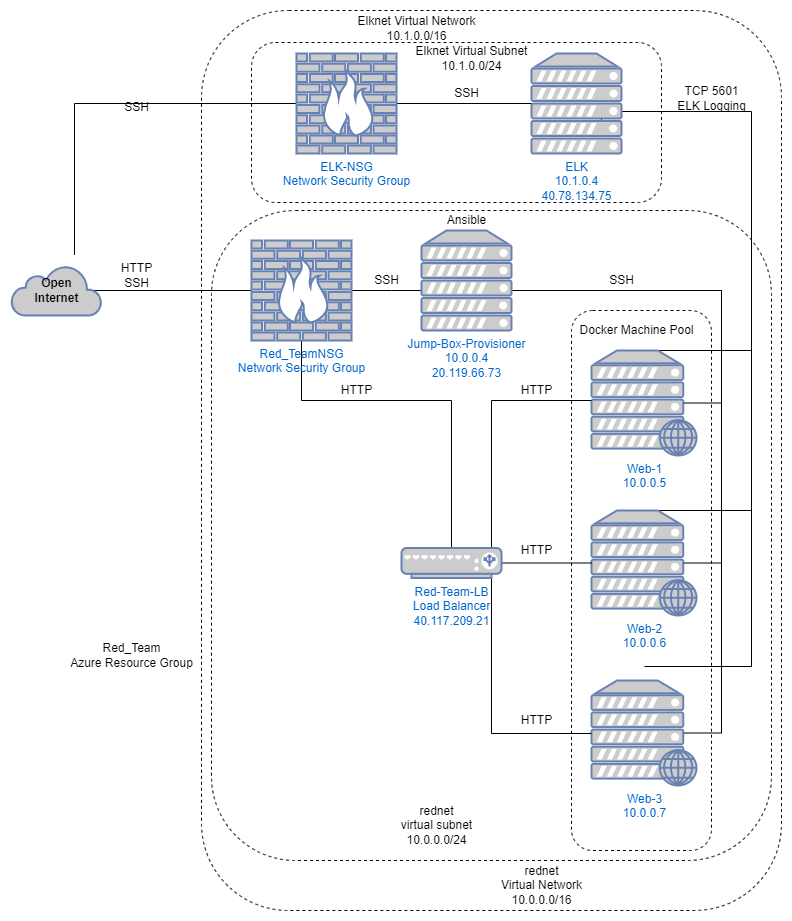 Elknet Virtual Network
10.1.0.0/16
Elknet Virtual Subnet
10.1.0.0/24
SSH
SSH
TCP 5601
ELK Logging
ELK-NSG
Network Security Group
ELK
10.1.0.4
40.78.134.75
Ansible
HTTP
SSH
Open
Internet
SSH
SSH
Red_TeamNSG
Network Security Group
Jump-Box-Provisioner
10.0.0.4
20.119.66.73
Docker Machine Pool
HTTP
HTTP
Web-1
10.0.0.5
HTTP
Red-Team-LB
Load Balancer
40.117.209.21
Web-2
10.0.0.6
Red_Team
Azure Resource Group
HTTP
Web-3
10.0.0.7
rednet
virtual subnet
10.0.0.0/24
rednet
Virtual Network
10.0.0.0/16